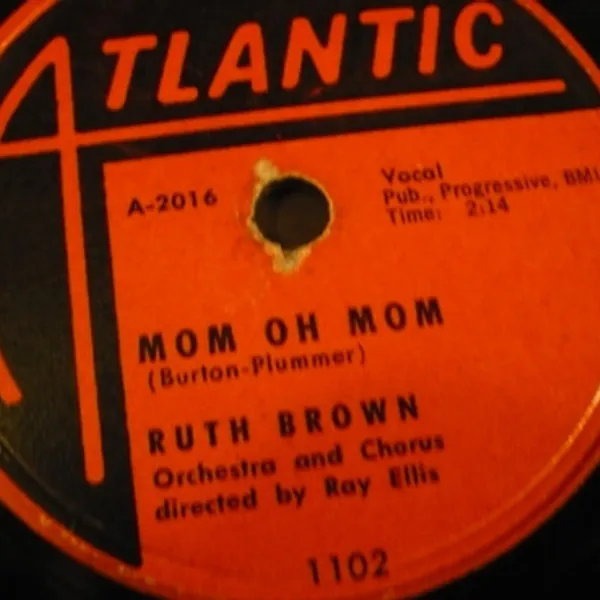 ATLANTIC
A-2016
Vocal
Pub., Progressive, BMI
Time: 2:14
MOM OH MOM
(Burton-Plummer)
RUTH BROWN
Orchestra and Chorus
directed by Ray Ellis
1102